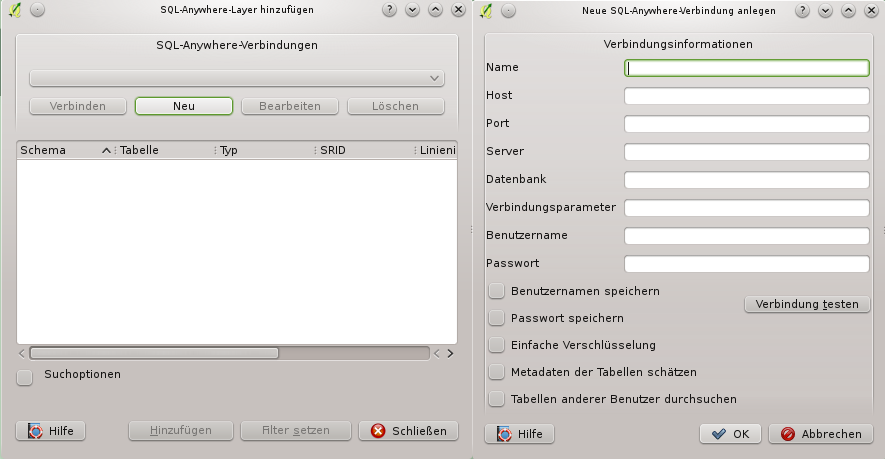 SQL-Anywhere-Layer hinzufügen
SQL-Anywhere-Verbindungen
Verbinden Neu Bearbeiten Löschen
Schema Tabelle Typ SRID Linieni
Suchoptionen
Hilfe Hinzufügen Filter setzen Schließen
Neue SQL-Anywhere-Verbindung anlegen
Verbindungsinformationen
Name
Host
Port
Server
Datenbank
Verbindungsparameter
Benutzername
Passwort
Benutzernamen speichern
Verbindung testen
Passwort speichern
Einfache Verschlüsselung
Metadaten der Tabellen schätzen
Tabellen anderer Benutzer durchsuchen
Hilfe OK Abbrechen